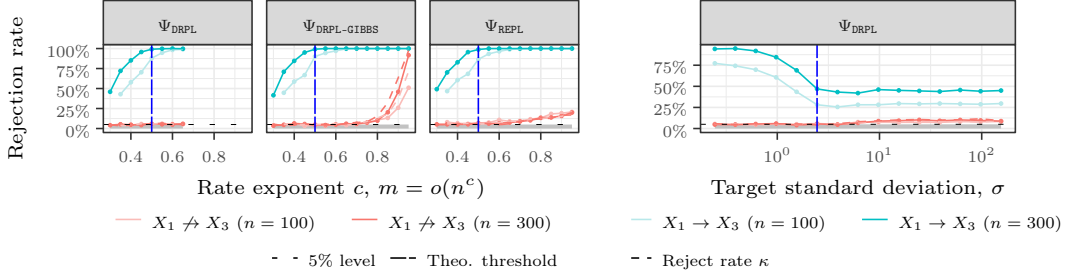 Ψ_DRPL Ψ_DRPL-GIBBS Ψ_REPL Ψ_DRPL
Rejection rate
100%
75%
50%
25%
0%
75%
50%
25%
0%
0.4 0.6 0.8 0.4 0.6 0.8 0.4 0.6 0.8 10^0 10^1 10^2
Rate exponent c, m = o(n^c) Target standard deviation, σ
X_1 ↛ X_3 (n = 100) X_1 ↛ X_3 (n = 300) X_1 → X_3 (n = 100) X_1 → X_3 (n = 300)
5% level Theo. threshold Reject rate κ